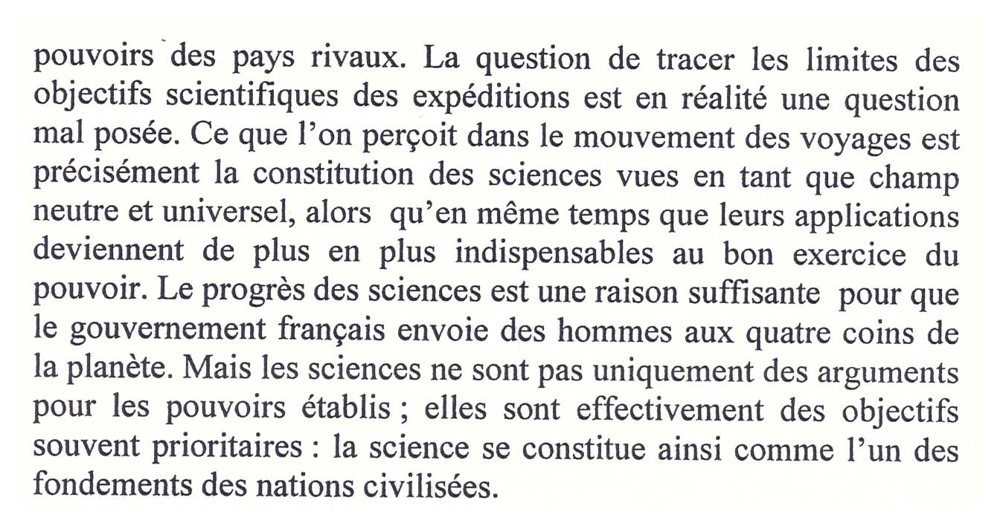 pouvoirs des pays rivaux. La question de tracer les limites des
objectifs scientifiques des expéditions est en réalité une question
mal posée. Ce que l’on perçoit dans le mouvement des voyages est
précisément la constitution des sciences vues en tant que champ
neutre et universel, alors qu’en même temps que leurs applications
deviennent de plus en plus indispensables au bon exercice du
pouvoir. Le progrès des sciences est une raison suffisante pour que
le gouvernement français envoie des hommes aux quatre coins de
la planète. Mais les sciences ne sont pas uniquement des arguments
pour les pouvoirs établis ; elles sont effectivement des objectifs
souvent prioritaires : la science se constitue ainsi comme l’un des
fondements des nations civilisées.